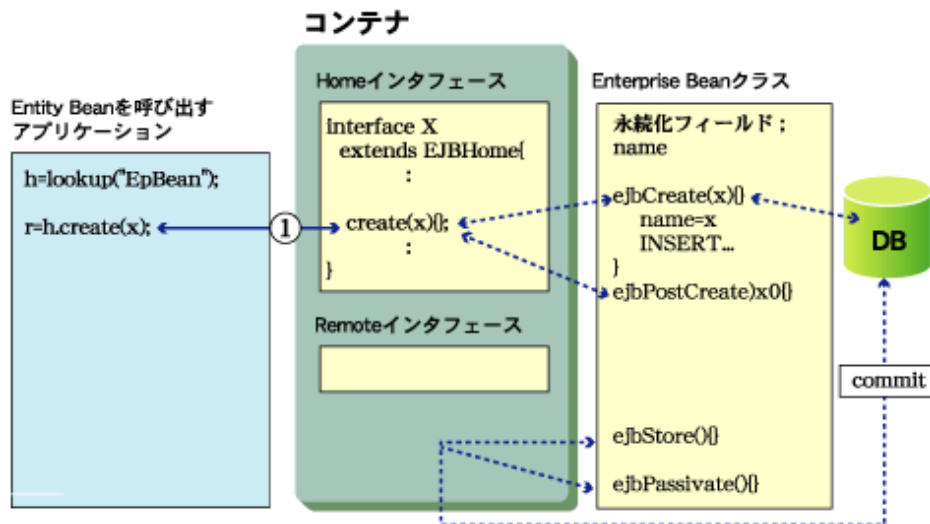 コンテナ
Entity Beanを呼び出す
アプリケーション
h=lookup("EpBean");
r=h.create(x);
①
Homeインタフェース
interface X
extends EJBHome{
:
create(x){};
:
}
Remoteインタフェース
Enterprise Beanクラス
永続化フィールド；
name
ejbCreate(x){}
name=x
INSERT...
}
ejbPostCreate)x0{}
ejbStore(){}
ejbPassivate(){}
DB
commit